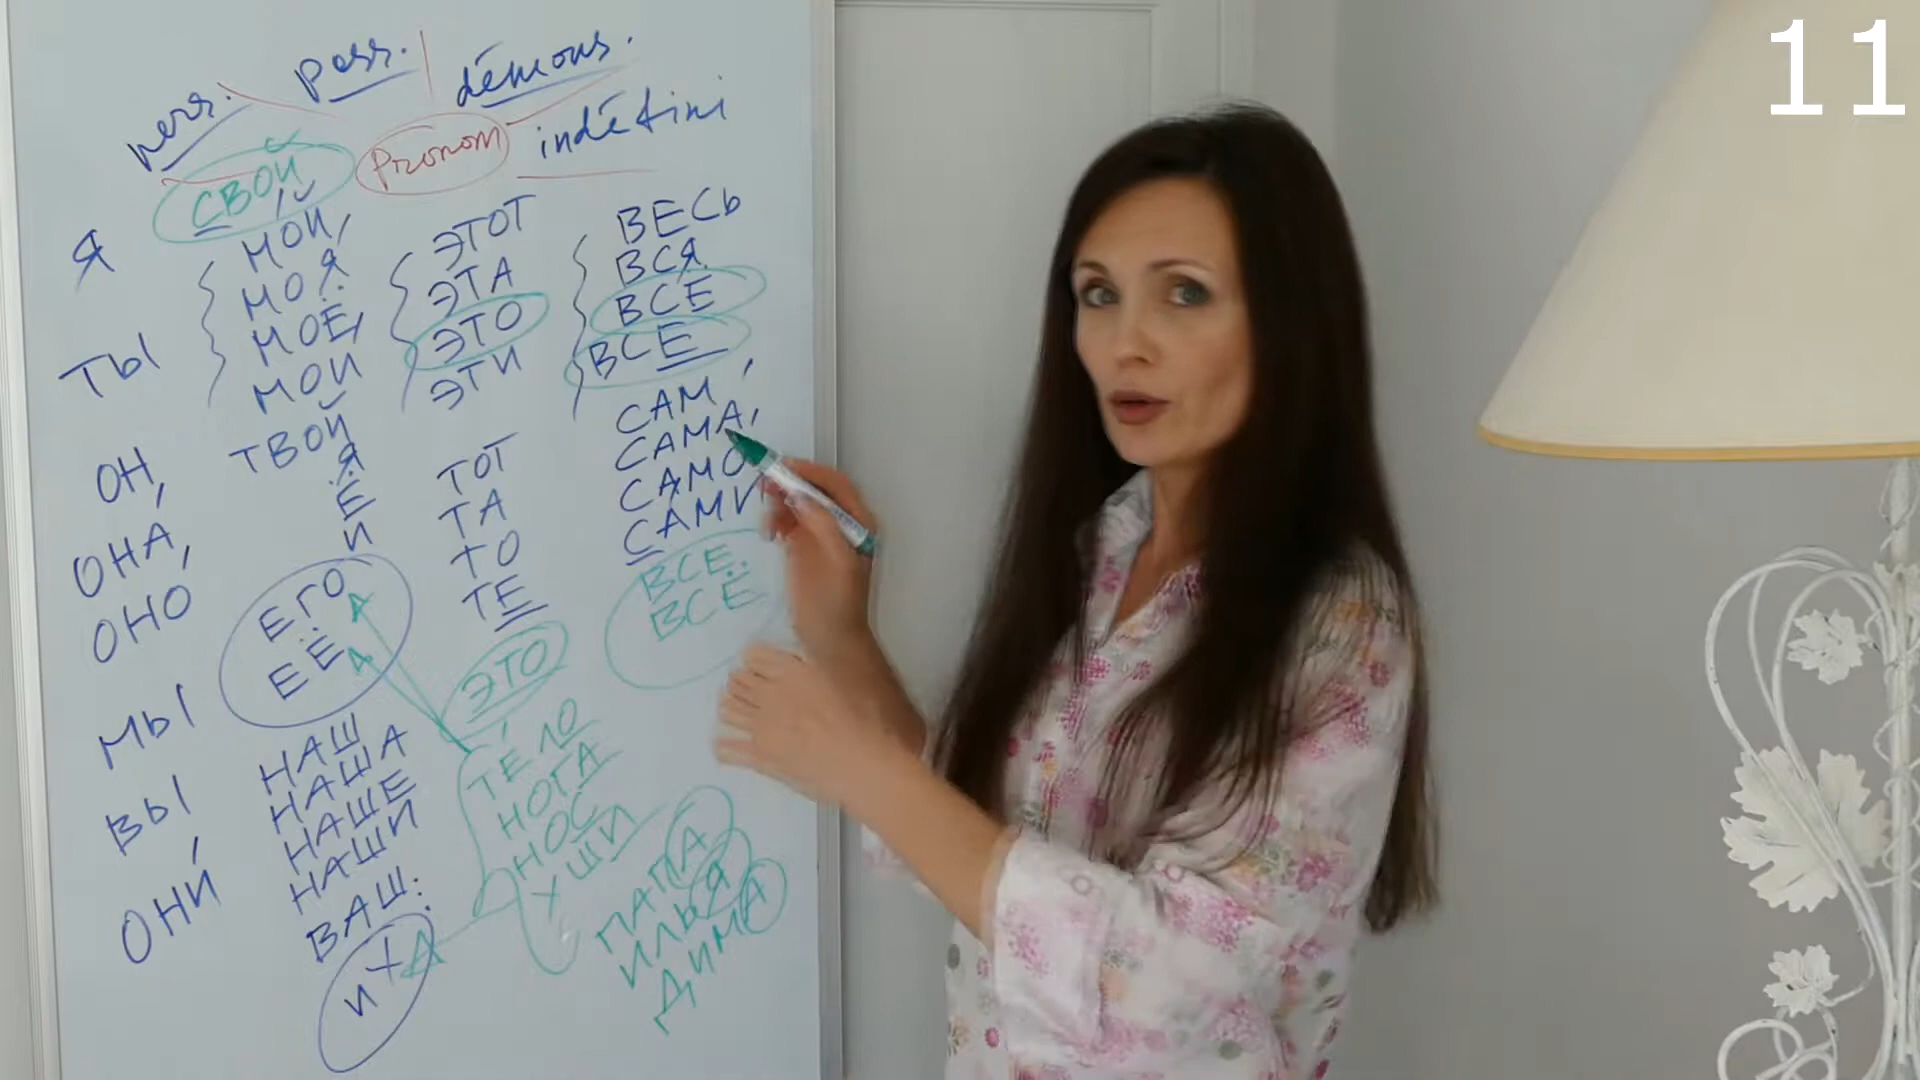 11
pers. poss. démons.
СВОЙ Pronom indéfini
Я МОЙ, ЭТОТ ВЕСЬ
МОЯ ЭТА ВСЯ
МОЁ, ЭТО ВСЁ
ТЫ МОИ ЭТИ ВСЕ
ТВОЙ САМ,
Я САМА,
Ё САМО
И САМИ
ОН, ТОТ
ОНА, ТА
ОНО ТО
ТЕ
ЕГО ВСЕ
ЕЁ ВСЁ
ЭТО
МЫ НАШ ТЕЛО
НАША НОГА
ВЫ НАШЕ НОС
НАШИ УШИ
ОНИ ВАШ:
ИХ
ПАПА
ИЛЬЯ
ДИМА